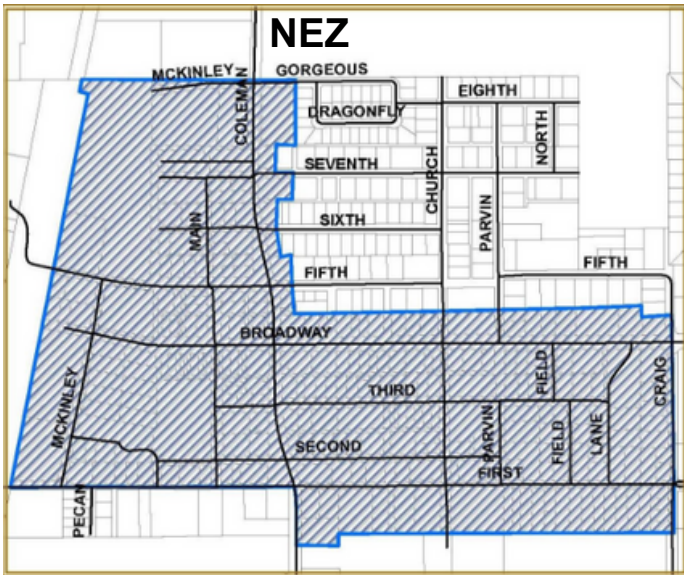 NEZ
MCKINLEY
GORGEOUS
COLEMAN
DRAGONFLY
EIGHTH
NORTH
SEVENTH
CHURCH
PARVIN
MAIN
SIXTH
FIFTH
FIFTH
BROADWAY
MCKINLEY
THIRD
FIELD
CRAIG
SECOND
PARVIN
FIELD
LANE
FIRST
PECAN